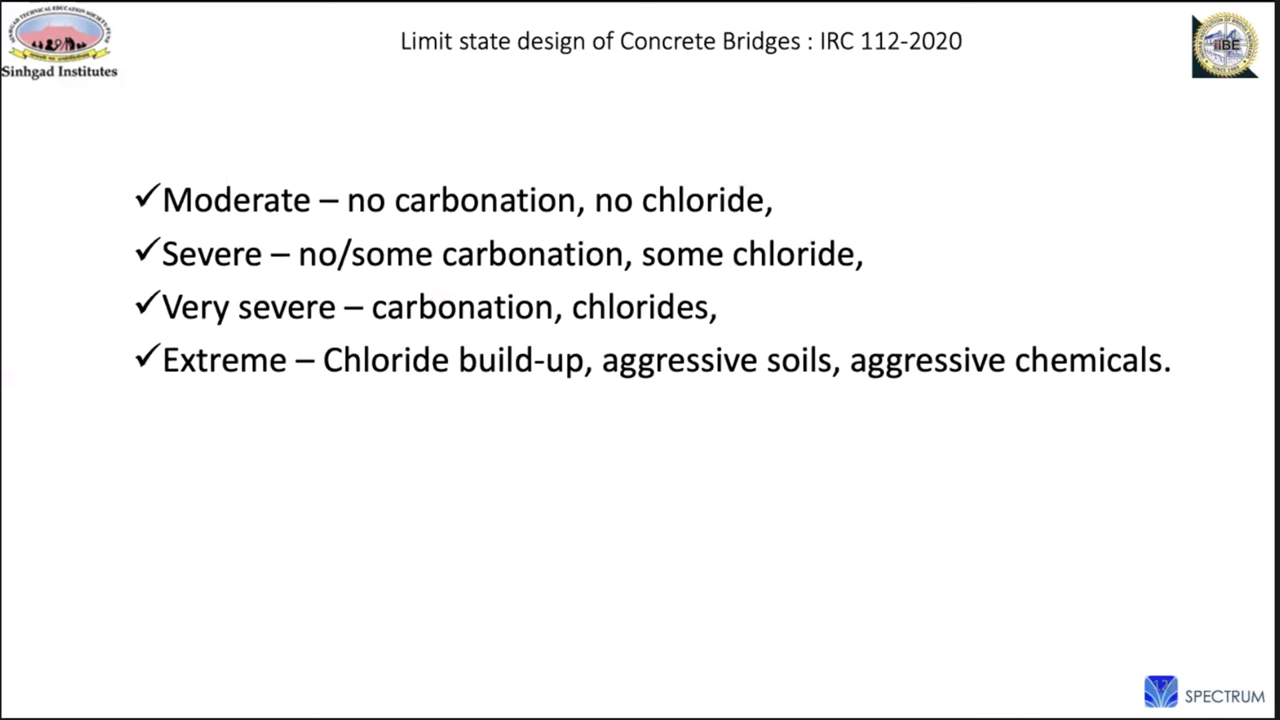 Sinhgad Institutes
Limit state design of Concrete Bridges : IRC 112-2020
iiBE
✓Moderate – no carbonation, no chloride,
✓Severe – no/some carbonation, some chloride,
✓Very severe – carbonation, chlorides,
✓Extreme – Chloride build-up, aggressive soils, aggressive chemicals.
SPECTRUM